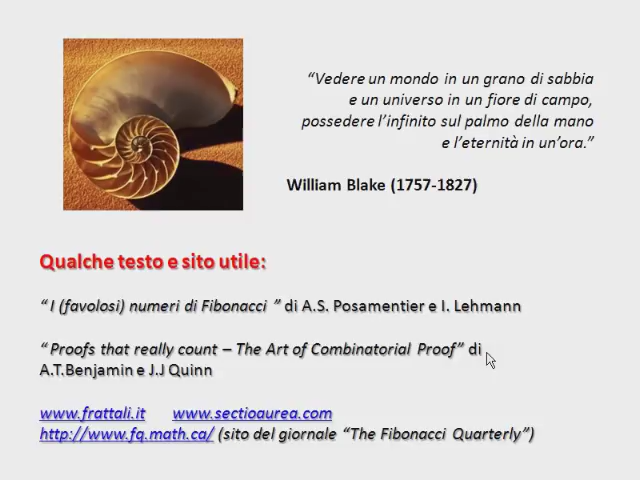 “Vedere un mondo in un grano di sabbia
e un universo in un fiore di campo,
possedere l’infinito sul palmo della mano
e l’eternità in un’ora.”
William Blake (1757-1827)
Qualche testo e sito utile:
“ I (favolosi) numeri di Fibonacci ” di A.S. Posamentier e I. Lehmann
“ Proofs that really count – The Art of Combinatorial Proof” di
A.T.Benjamin e J.J Quinn
www.frattali.it www.sectioaurea.com
http://www.fq.math.ca/ (sito del giornale “The Fibonacci Quarterly”)